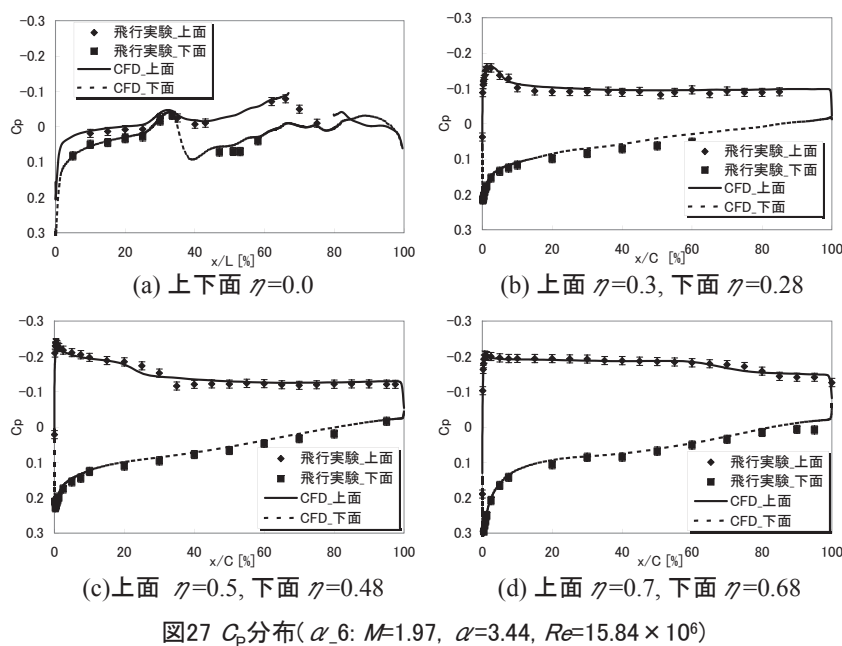 -0.3
-0.2
-0.1
0
0.1
0.2
0.3
Cp
飛行実験_上面
飛行実験_下面
CFD_上面
CFD_下面
0 20 40 60 80 100
x/L [%]
(a) 上下面 η=0.0
-0.3
-0.2
-0.1
0
0.1
0.2
0.3
Cp
飛行実験_上面
飛行実験_下面
CFD_上面
CFD_下面
0 20 40 60 80 100
x/C [%]
(b) 上面 η=0.3, 下面 η=0.28
-0.3
-0.2
-0.1
0
0.1
0.2
0.3
Cp
飛行実験_上面
飛行実験_下面
CFD_上面
CFD_下面
0 20 40 60 80 100
x/C [%]
(c)上面 η=0.5, 下面 η=0.48
-0.3
-0.2
-0.1
0
0.1
0.2
0.3
Cp
飛行実験_上面
飛行実験_下面
CFD_上面
CFD_下面
0 20 40 60 80 100
x/C [%]
(d) 上面 η=0.7, 下面 η=0.68
図27 CP分布( α_6: M=1.97, α=3.44, Re=15.84×10⁶)